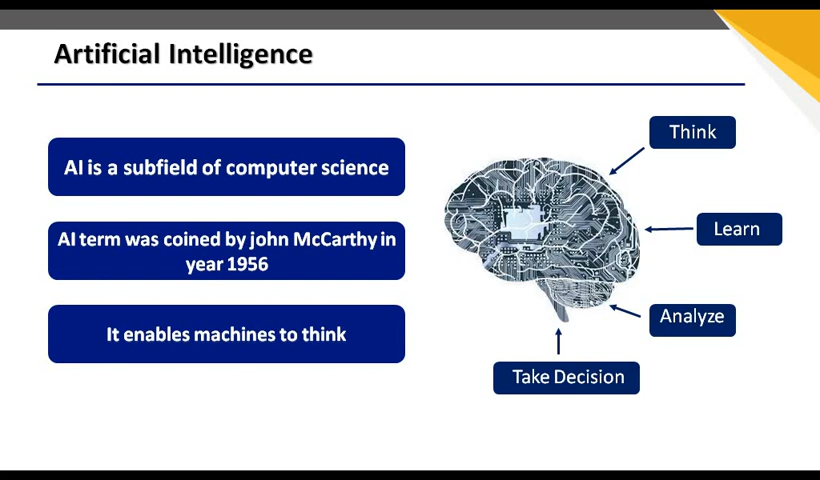 Artificial Intelligence
AI is a subfield of computer science
AI term was coined by john McCarthy in
year 1956
It enables machines to think
Think
Learn
Analyze
Take Decision